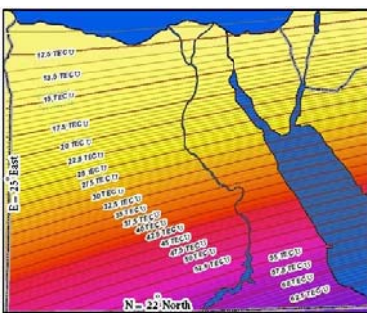 12.5 TECU
15 TECU
17.5 TECU
20 TECU
22.5 TECU
25 TECU
27.5 TECU
30 TECU
32.5 TECU
35 TECU
37.5 TECU
40 TECU
42.5 TECU
45 TECU
47.5 TECU
50 TECU
52.5 TECU
55 TECU
57.5 TECU
60 TECU
62.5 TECU
E = 25° East
N = 22° North